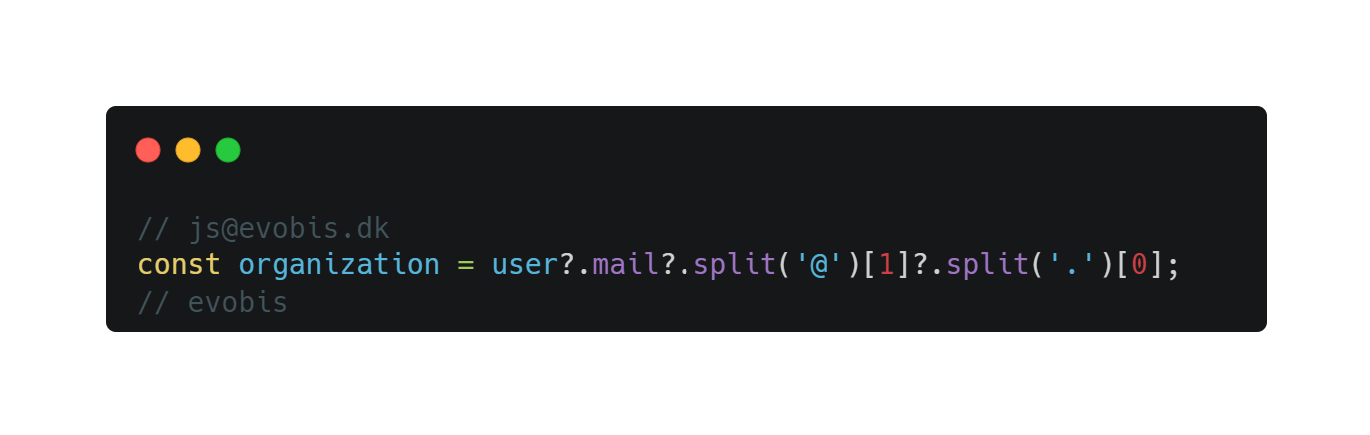 // js@evobis.dk
const organization = user?.mail?.split('@')[1]?.split('.')[0];
// evobis